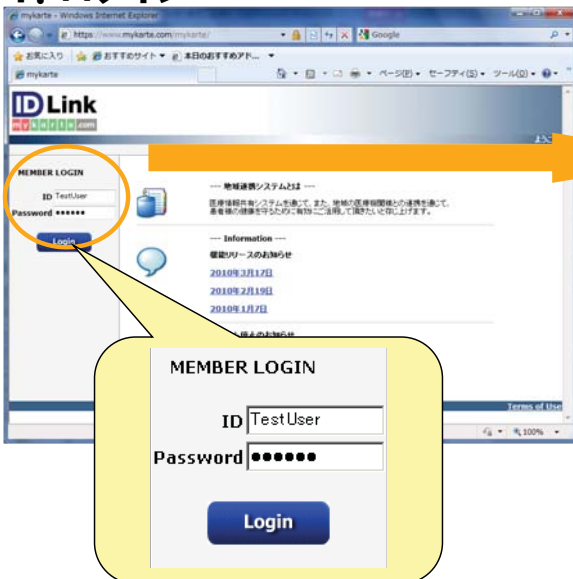 mykarte - Windows Internet Explorer
https://www.mykarte.com/mykarte/
Google
お気に入り
おすすめサイト ▼
本日のおすすめアド... ▼
mykarte
ページ(P) ▼ セーフティ(S) ▼ ツール(O) ▼
ID Link
mykarte.com
MEMBER LOGIN
ID TestUser
Password ●●●●●●
Login
--- 地域連携システムとは ---
医療情報共有システムを通じて、また、地域の医療機関様との連携を通じて、
患者様の健康を守るために有効にご活用して頂きたいと存じ上げます。
--- Information ---
機能リリースのお知らせ
2010年3月17日
2010年2月19日
2010年1月7日
Terms of Use
100%
MEMBER LOGIN
ID TestUser
Password ●●●●●●
Login